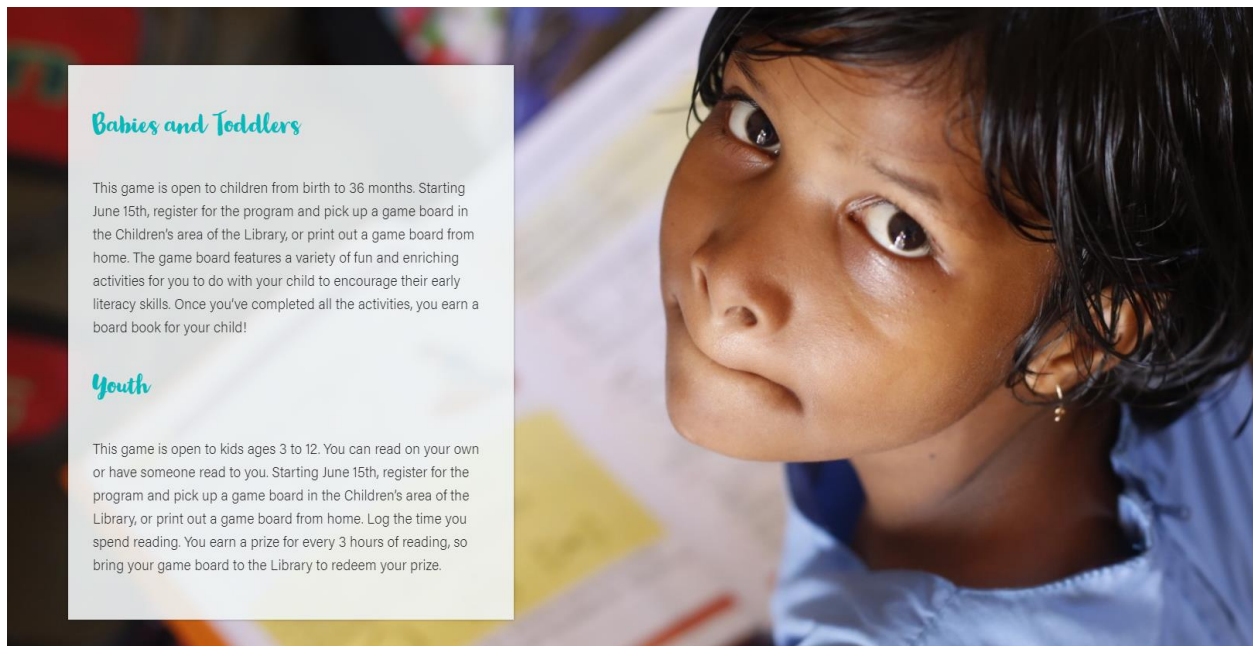 Babies and Toddlers
This game is open to children from birth to 36 months. Starting
June 15th, register for the program and pick up a game board in
the Children's area of the Library, or print out a game board from
home. The game board features a variety of fun and enriching
activities for you to do with your child to encourage their early
literacy skills. Once you've completed all the activities, you earn a
board book for your child!
Youth
This game is open to kids ages 3 to 12. You can read on your own
or have someone read to you. Starting June 15th, register for the
program and pick up a game board in the Children's area of the
Library, or print out a game board from home. Log the time you
spend reading. You earn a prize for every 3 hours of reading, so
bring your game board to the Library to redeem your prize.